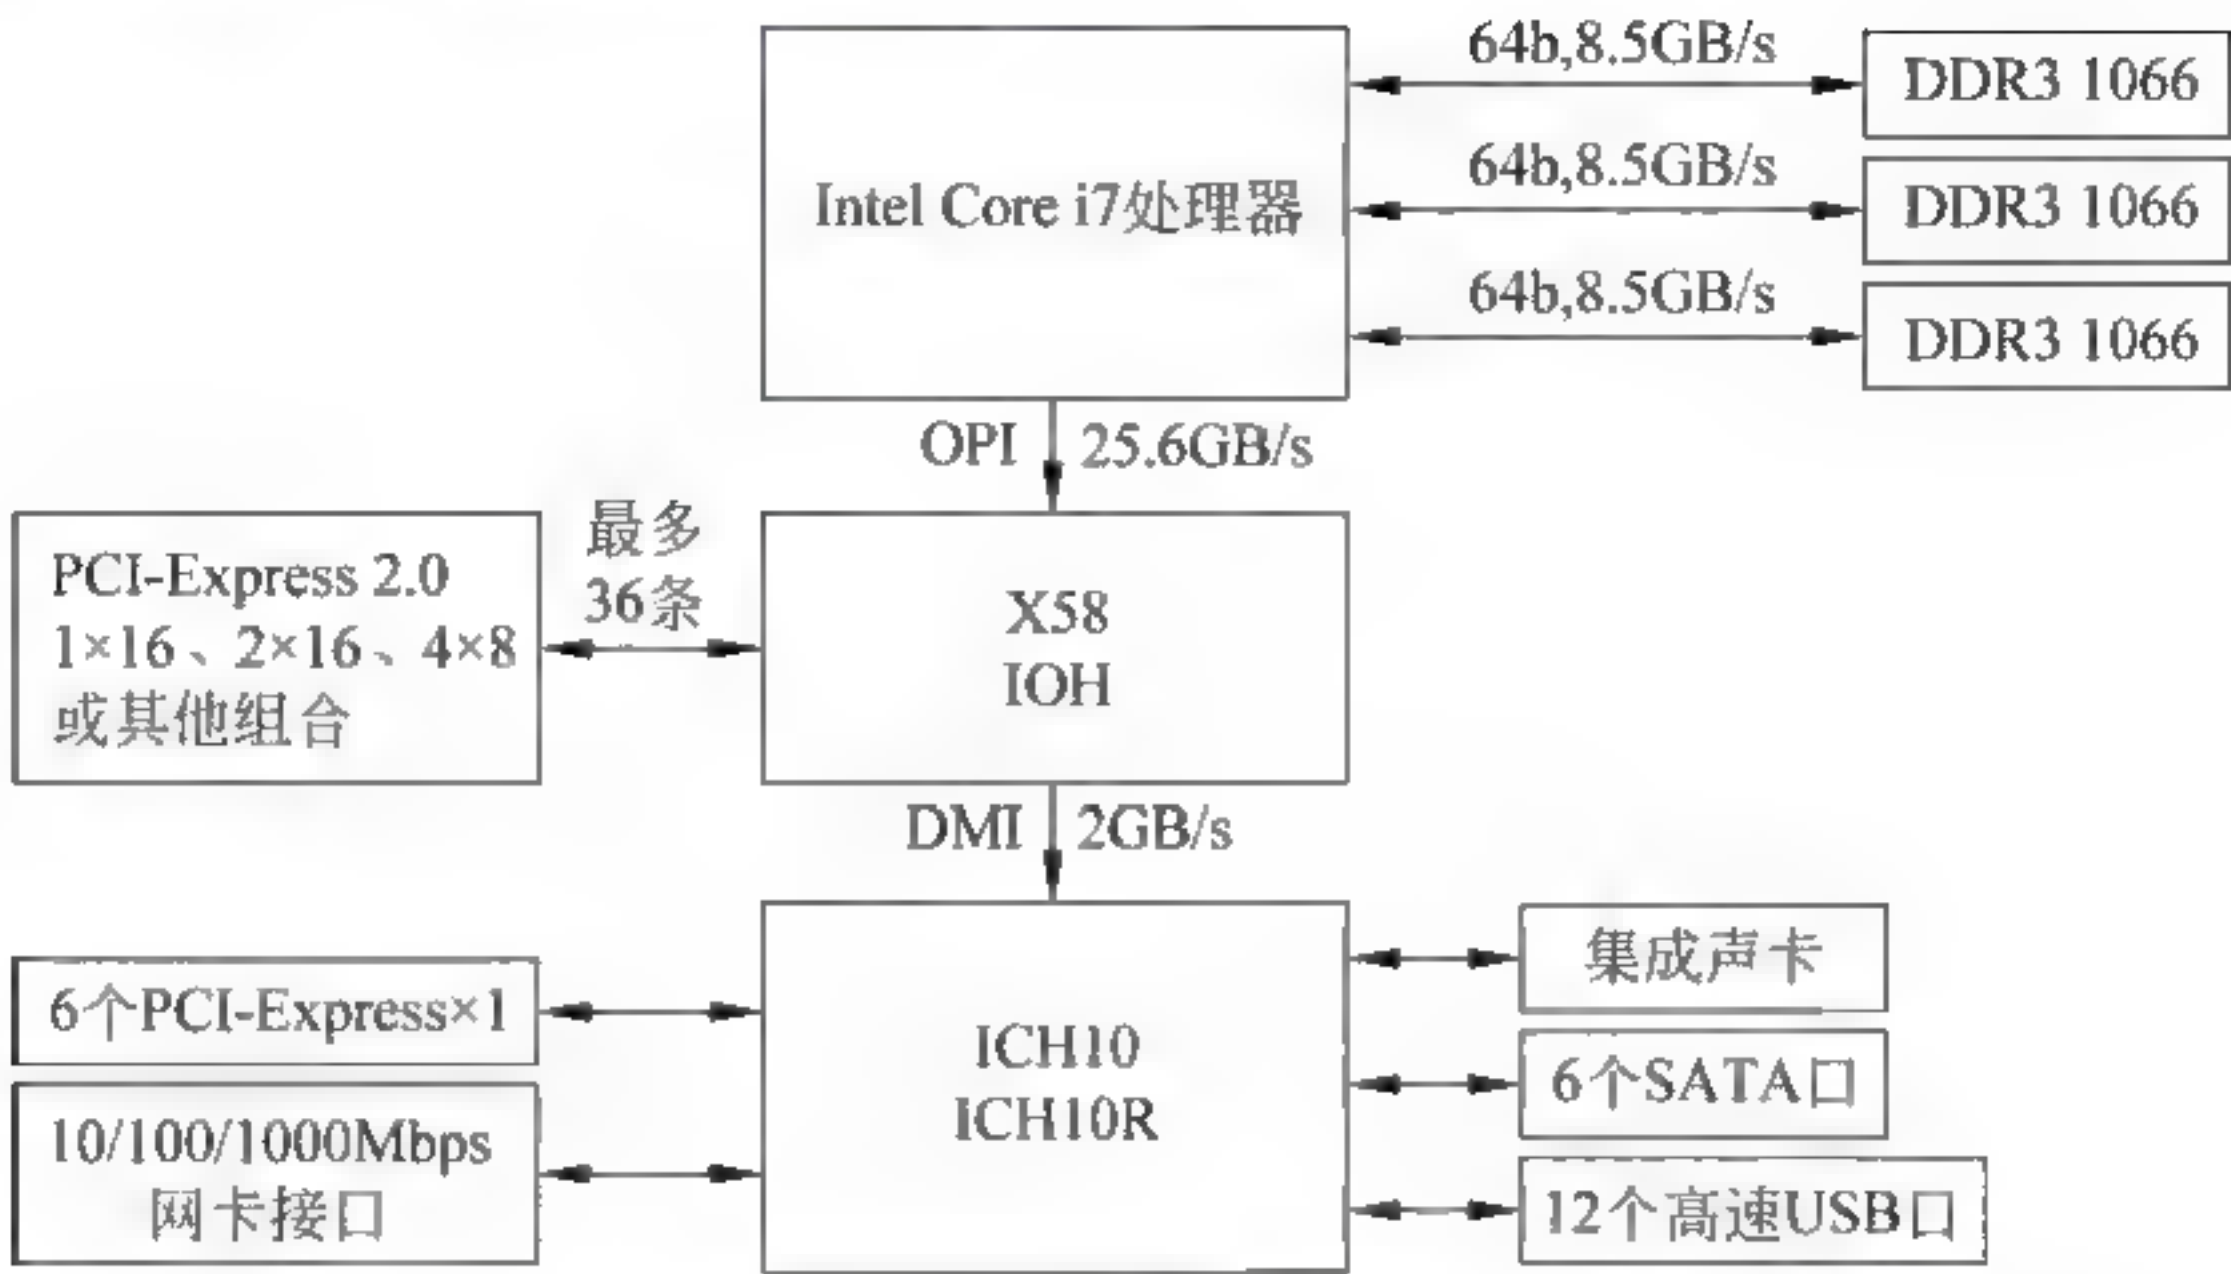 64b,8.5GB/s
DDR3 1066
64b,8.5GB/s
Intel Core i7处理器
DDR3 1066
64b,8.5GB/s
DDR3 1066
OPI
25.6GB/s
最多
36条
PCI-Express 2.0
1×16、2×16、4×8
或其他组合
X58
IOH
DMI
2GB/s
6个PCI-Express×1
10/100/1000Mbps
网卡接口
ICH10
ICH10R
集成声卡
6个SATA口
12个高速USB口